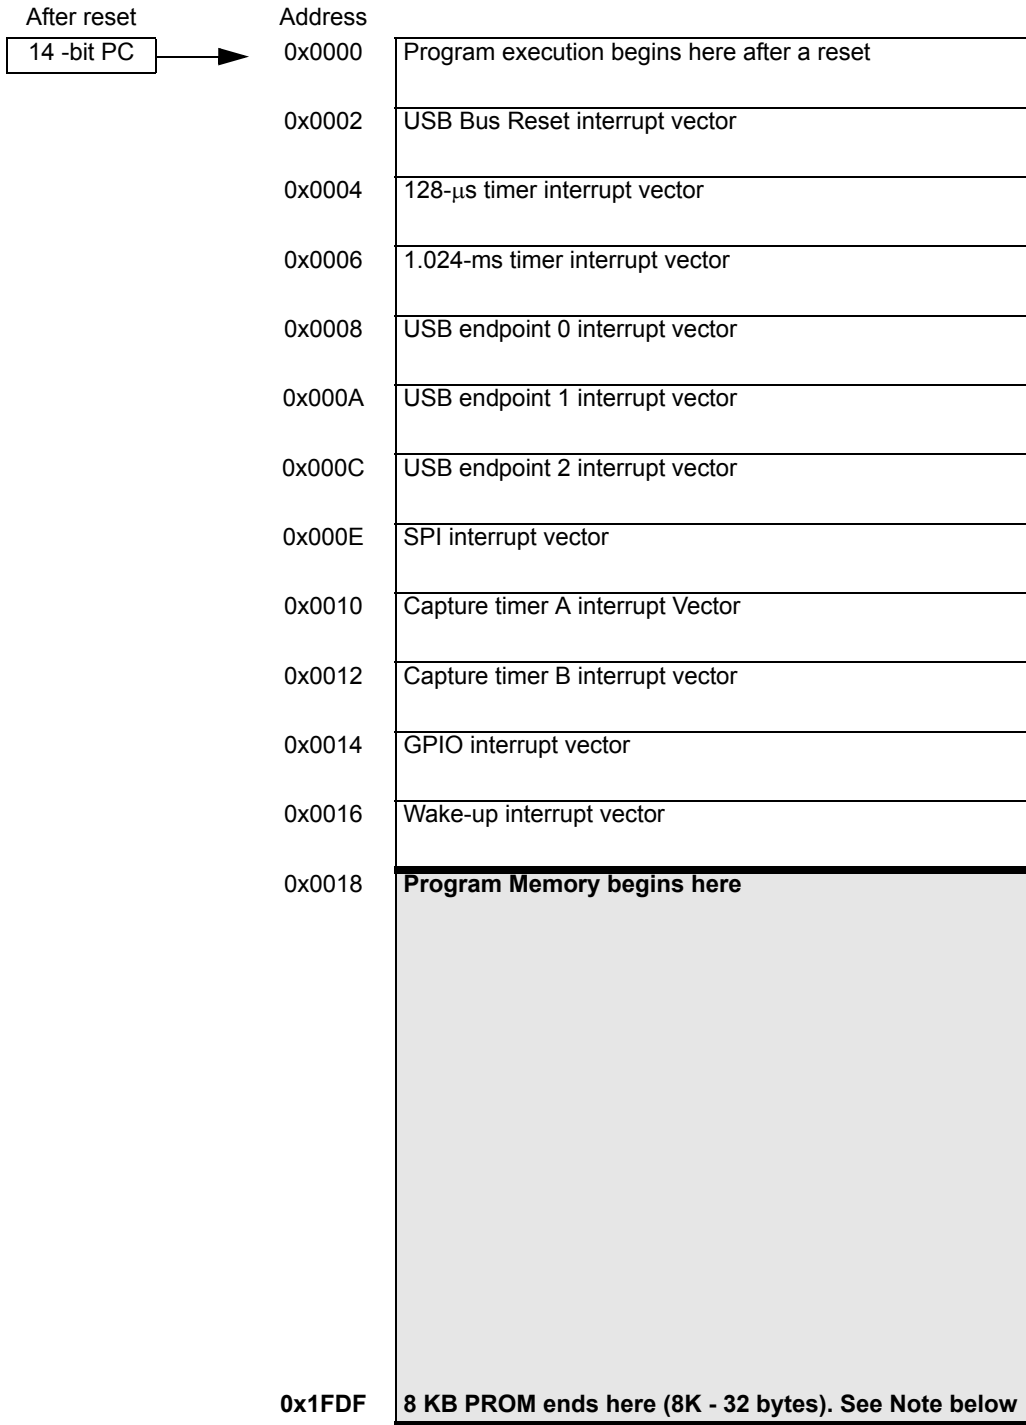 After reset Address
14 -bit PC 0x0000 Program execution begins here after a reset
0x0002 USB Bus Reset interrupt vector
0x0004 128-μs timer interrupt vector
0x0006 1.024-ms timer interrupt vector
0x0008 USB endpoint 0 interrupt vector
0x000A USB endpoint 1 interrupt vector
0x000C USB endpoint 2 interrupt vector
0x000E SPI interrupt vector
0x0010 Capture timer A interrupt Vector
0x0012 Capture timer B interrupt vector
0x0014 GPIO interrupt vector
0x0016 Wake-up interrupt vector
0x0018 Program Memory begins here
0x1FDF 8 KB PROM ends here (8K - 32 bytes). See Note below